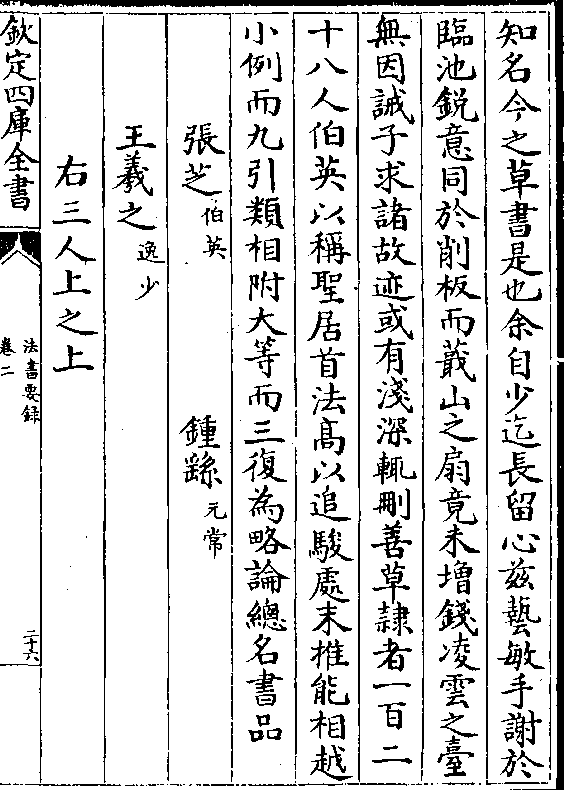 知名今之草書是也余自少迄長留心兹藝敏手謝於
臨池鋭意同於削板而蕺山之扇竟未增錢凌雲之臺
無因誡子求諸故迹或有淺深輒刪善草隸者一百二
十八人伯英以稱聖居首法髙以追駿處末推能相越
小例而九引類相附大等而三復為略論總名書品
張芝伯英　鍾繇元常
王羲之逸少
右三人上之上
欽定四庫全書
法書要録
卷二
二十六